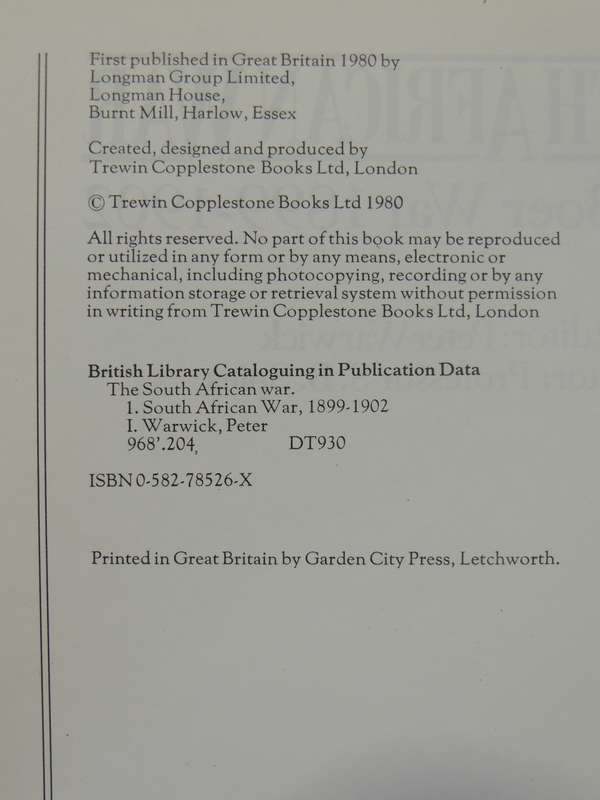 First published in Great Britain 1980 by
Longman Group Limited,
Longman House,
Burnt Mill, Harlow, Essex
Created, designed and produced by
Trewin Copplestone Books Ltd, London
© Trewin Copplestone Books Ltd 1980
All rights reserved. No part of this book may be reproduced
or utilized in any form or by any means, electronic or
mechanical, including photocopying, recording or by any
information storage or retrieval system without permission
in writing from Trewin Copplestone Books Ltd, London
British Library Cataloguing in Publication Data
The South African war.
1. South African War, 1899-1902
I. Warwick, Peter
968'.204, DT930
ISBN 0-582-78526-X
Printed in Great Britain by Garden City Press, Letchworth.